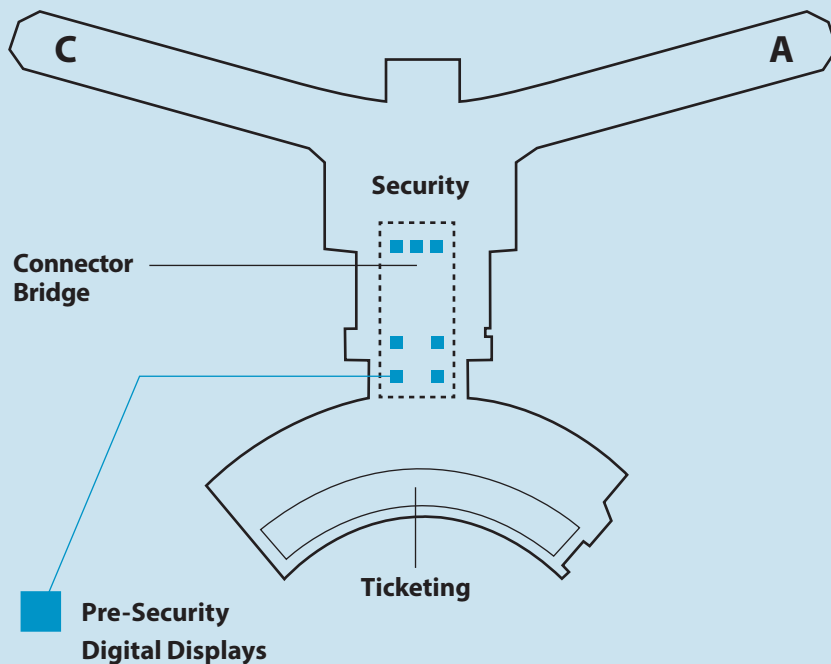 C
A
Security
Connector
Bridge
Ticketing
Pre-Security
Digital Displays